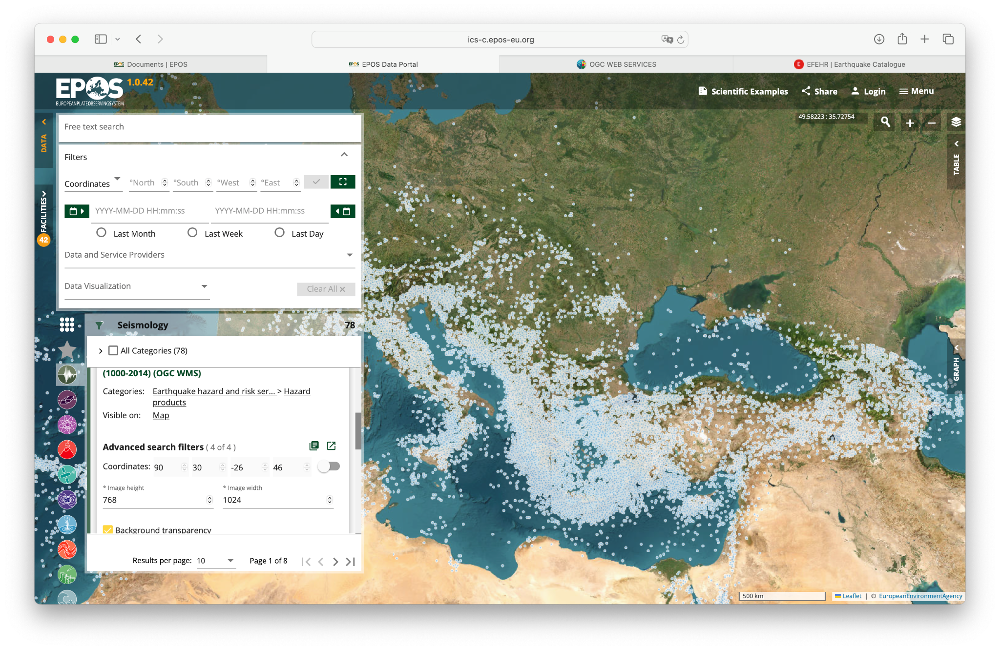 ics-c.epos-eu.org
EPOS Documents | EPOS
EPOS EPOS Data Portal
OGC WEB SERVICES
E EFEHR | Earthquake Catalogue
EPOS 1.0.42
EUROPEANPLATEOBSERVINGSYSTEM
Scientific Examples
Share
Login
Menu
49.58223 : 35.72754
DATA
FACILITIES
42
TABLE
GRAPH
Free text search
Filters
Coordinates °North °South °West °East
YYYY-MM-DD HH:mm:ss YYYY-MM-DD HH:mm:ss
Last Month Last Week Last Day
Data and Service Providers
Data Visualization Clear All ×
Seismology 78
All Categories (78)
(1000-2014) (OGC WMS)
Categories: Earthquake hazard and risk ser... > Hazard
products
Visible on: Map
Advanced search filters ( 4 of 4 )
Coordinates: 90 30 -26 46
* Image height * Image width
768 1024
Background transparency
Results per page: 10 Page 1 of 8
500 km
Leaflet | © EuropeanEnvironmentAgency